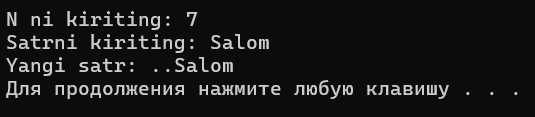 N ni kiriting: 7
Satrni kiriting: Salom
Yangi satr: ..Salom
Для продолжения нажмите любую клавишу . . .